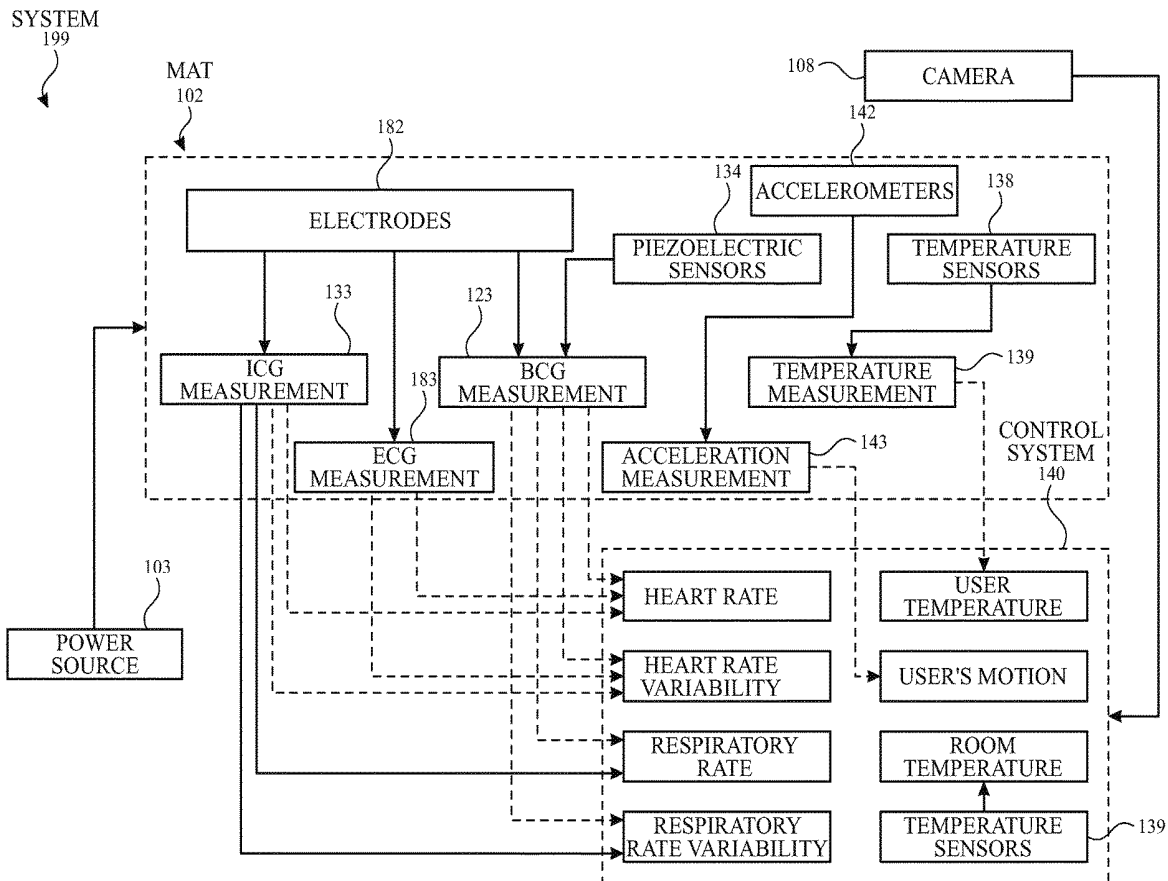 SYSTEM
199
MAT
102
108
CAMERA
182
142
ELECTRODES
134
ACCELEROMETERS
138
PIEZOELECTRIC
SENSORS
TEMPERATURE
SENSORS
133
123
ICG
MEASUREMENT
BCG
MEASUREMENT
TEMPERATURE
MEASUREMENT
139
183
ECG
MEASUREMENT
ACCELERATION
MEASUREMENT
143
CONTROL
SYSTEM
140
103
POWER
SOURCE
HEART RATE
USER
TEMPERATURE
HEART RATE
VARIABILITY
USER'S MOTION
RESPIRATORY
RATE
ROOM
TEMPERATURE
RESPIRATORY
RATE VARIABILITY
TEMPERATURE
SENSORS
139